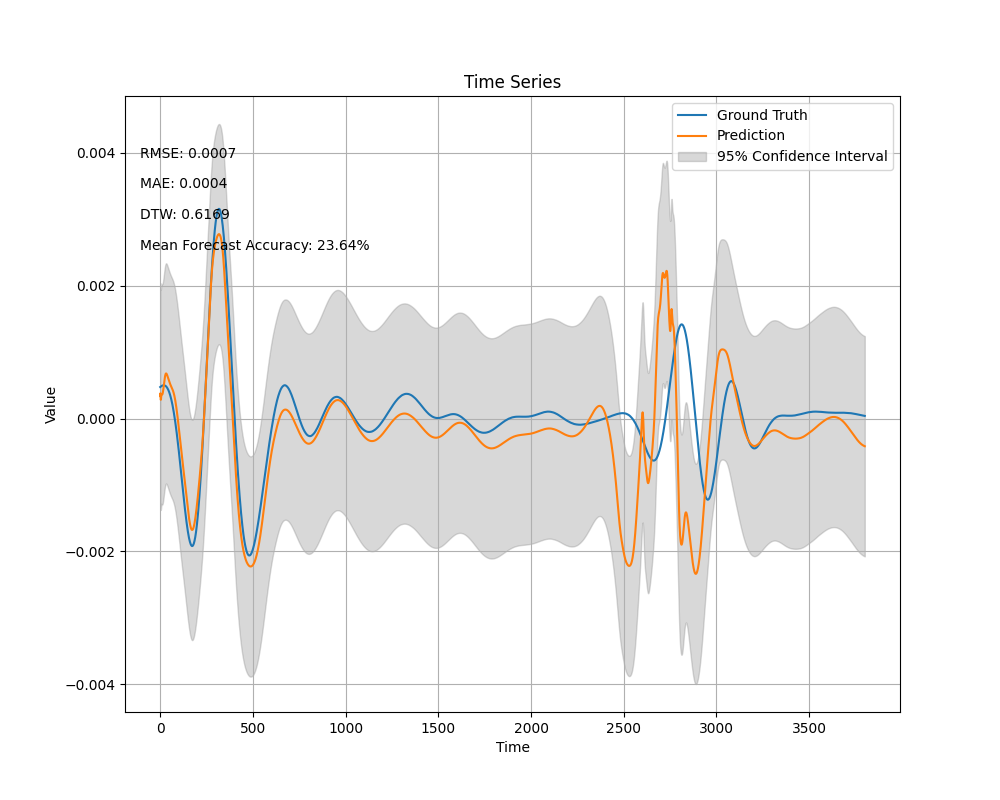 Time Series
Ground Truth
Prediction
95% Confidence Interval
RMSE: 0.0007
MAE: 0.0004
DTW: 0.6169
Mean Forecast Accuracy: 23.64%
0.004
0.002
0.000
−0.002
−0.004
Value
0 500 1000 1500 2000 2500 3000 3500
Time